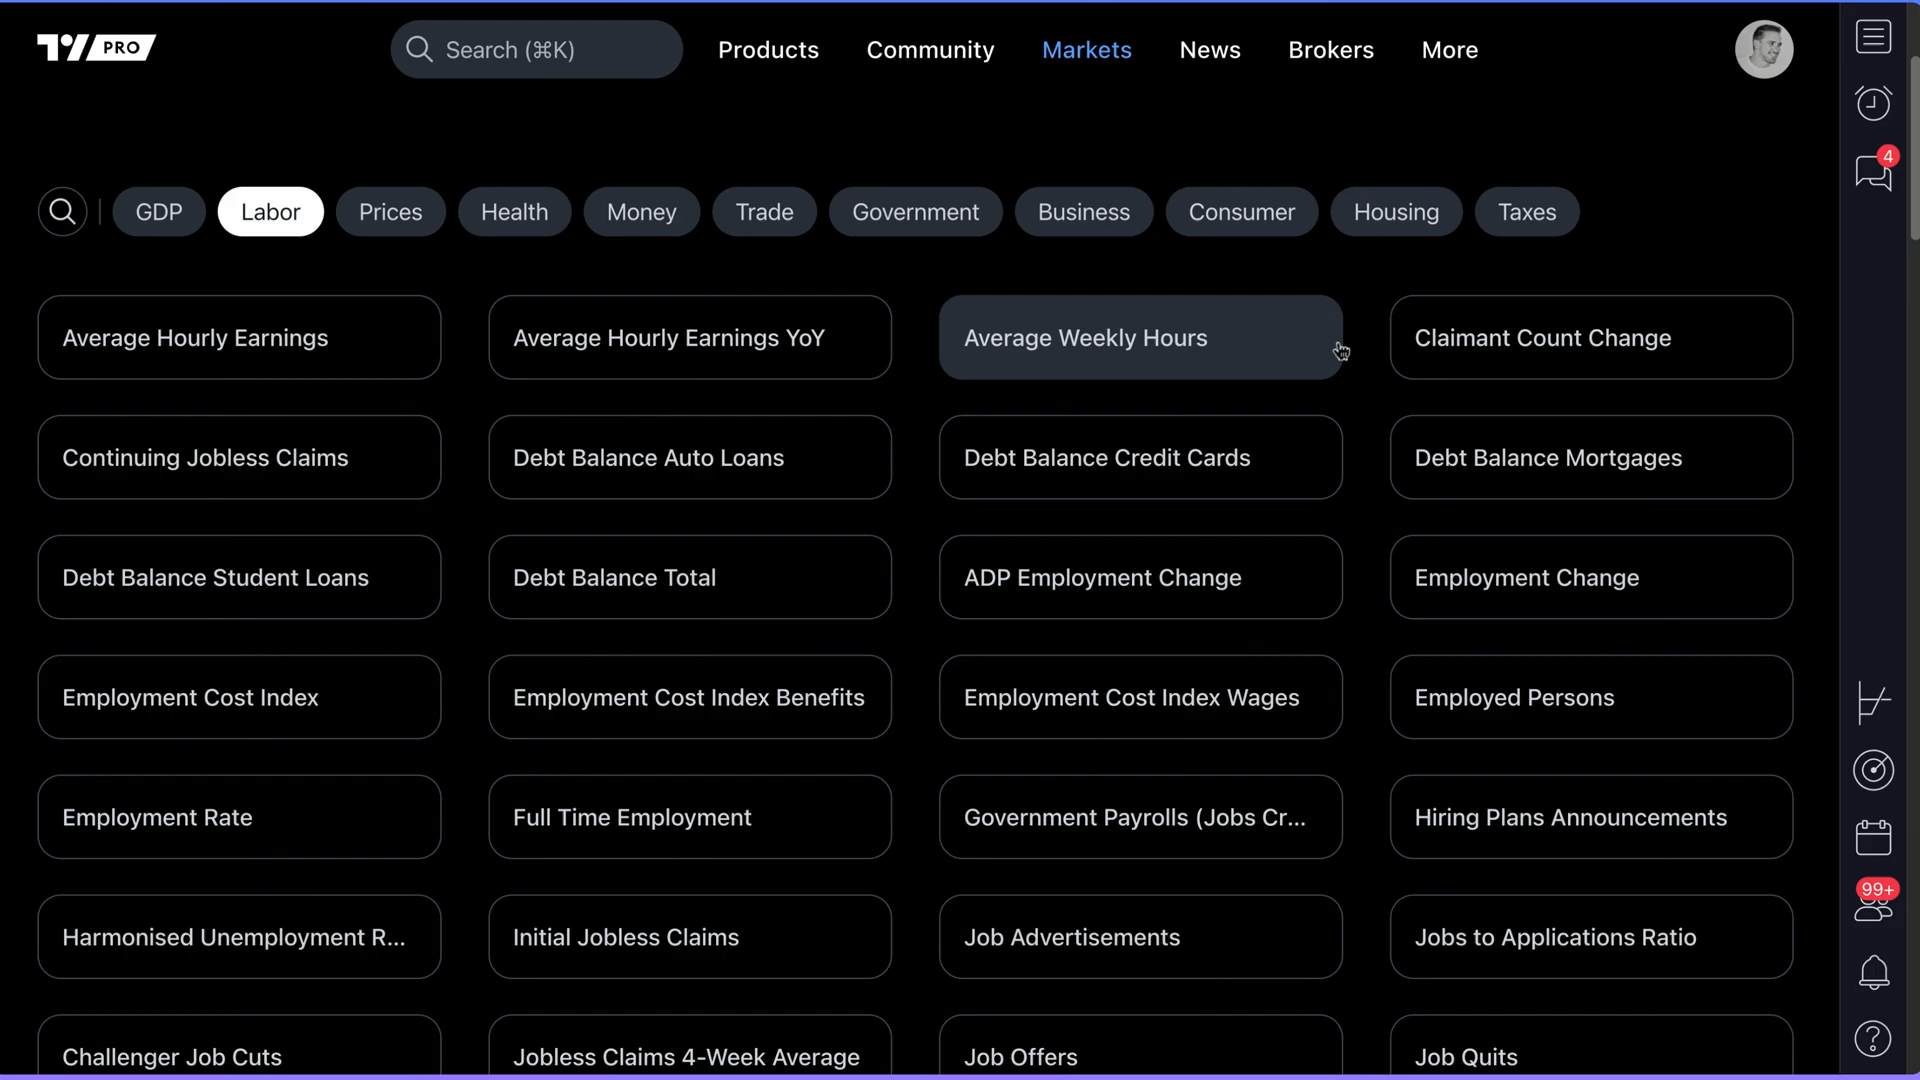 TV PRO
Search (⌘K)
Products
Community
Markets
News
Brokers
More
4
GDP
Labor
Prices
Health
Money
Trade
Government
Business
Consumer
Housing
Taxes
Average Hourly Earnings
Average Hourly Earnings YoY
Average Weekly Hours
Claimant Count Change
Continuing Jobless Claims
Debt Balance Auto Loans
Debt Balance Credit Cards
Debt Balance Mortgages
Debt Balance Student Loans
Debt Balance Total
ADP Employment Change
Employment Change
Employment Cost Index
Employment Cost Index Benefits
Employment Cost Index Wages
Employed Persons
Employment Rate
Full Time Employment
Government Payrolls (Jobs Cr...
Hiring Plans Announcements
99+
Harmonised Unemployment R...
Initial Jobless Claims
Job Advertisements
Jobs to Applications Ratio
Challenger Job Cuts
Jobless Claims 4-Week Average
Job Offers
Job Quits